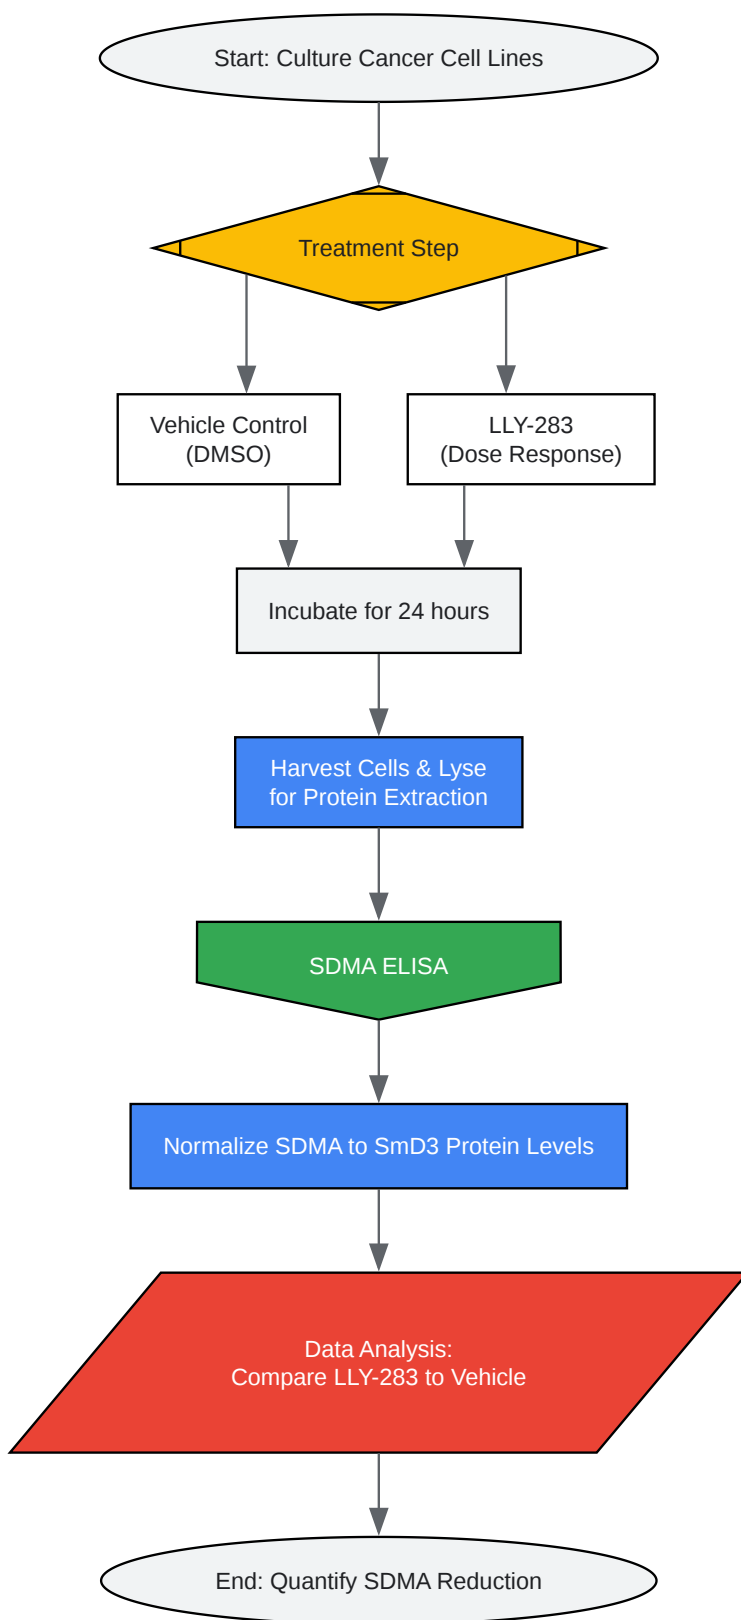 Start: Culture Cancer Cell Lines
Treatment Step
Vehicle Control
(DMSO)
LLY-283
(Dose Response)
Incubate for 24 hours
Harvest Cells & Lyse
for Protein Extraction
SDMA ELISA
Normalize SDMA to SmD3 Protein Levels
Data Analysis:
Compare LLY-283 to Vehicle
End: Quantify SDMA Reduction